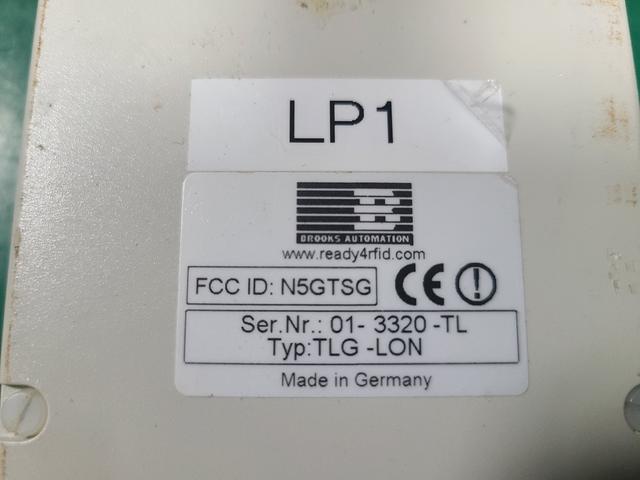 LP1
BROOKS AUTOMATION
www.ready4rfid.com
FCC ID: N5GTSG
CE
Ser.Nr.: 01- 3320 -TL
Typ:TLG -LON
Made in Germany